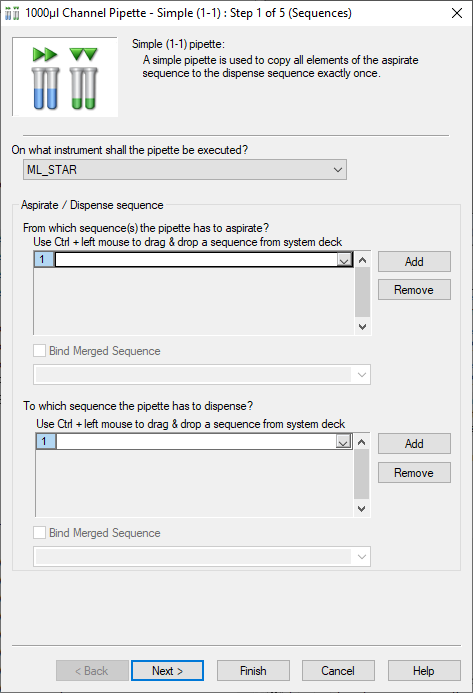 1000µl Channel Pipette - Simple (1-1) : Step 1 of 5 (Sequences)
Simple (1-1) pipette:
A simple pipette is used to copy all elements of the aspirate
sequence to the dispense sequence exactly once.
On what instrument shall the pipette be executed?
ML_STAR
Aspirate / Dispense sequence
From which sequence(s) the pipette has to aspirate?
Use Ctrl + left mouse to drag & drop a sequence from system deck
1
Add
Remove
Bind Merged Sequence
To which sequence the pipette has to dispense?
Use Ctrl + left mouse to drag & drop a sequence from system deck
1
Add
Remove
Bind Merged Sequence
< Back
Next >
Finish
Cancel
Help